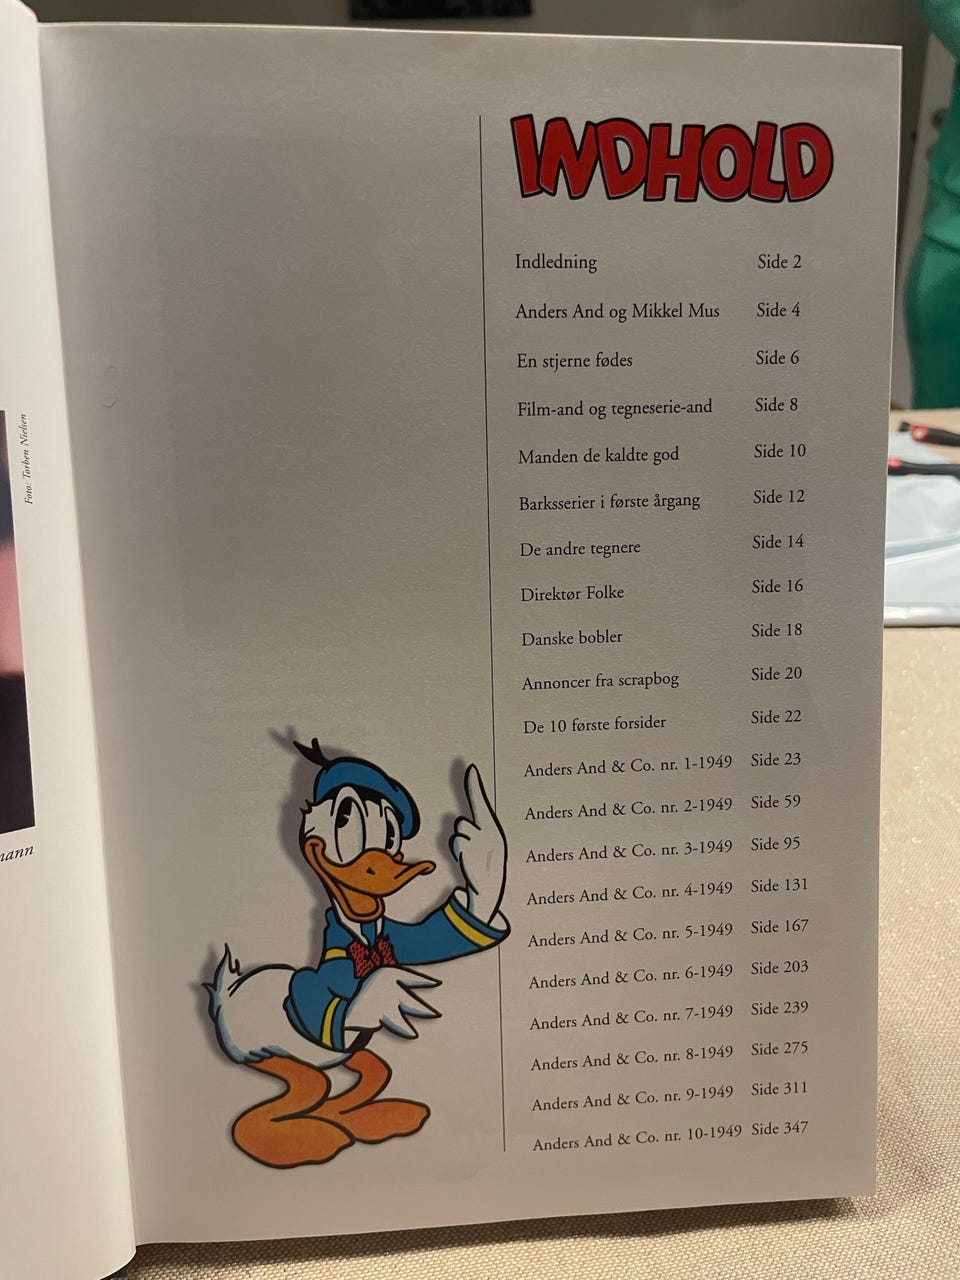 Foto: Torben Nielsen
INDHOLD
Indledning Side 2
Anders And og Mikkel Mus Side 4
En stjerne fødes Side 6
Film-and og tegneserie-and Side 8
Manden de kaldte god Side 10
Barksserier i første årgang Side 12
De andre tegnere Side 14
Direktør Folke Side 16
Danske bobler Side 18
Annoncer fra scrapbog Side 20
De 10 første forsider Side 22
Anders And & Co. nr. 1-1949 Side 23
Anders And & Co. nr. 2-1949 Side 59
Anders And & Co. nr. 3-1949 Side 95
Anders And & Co. nr. 4-1949 Side 131
Anders And & Co. nr. 5-1949 Side 167
Anders And & Co. nr. 6-1949 Side 203
Anders And & Co. nr. 7-1949 Side 239
Anders And & Co. nr. 8-1949 Side 275
Anders And & Co. nr. 9-1949 Side 311
Anders And & Co. nr. 10-1949 Side 347